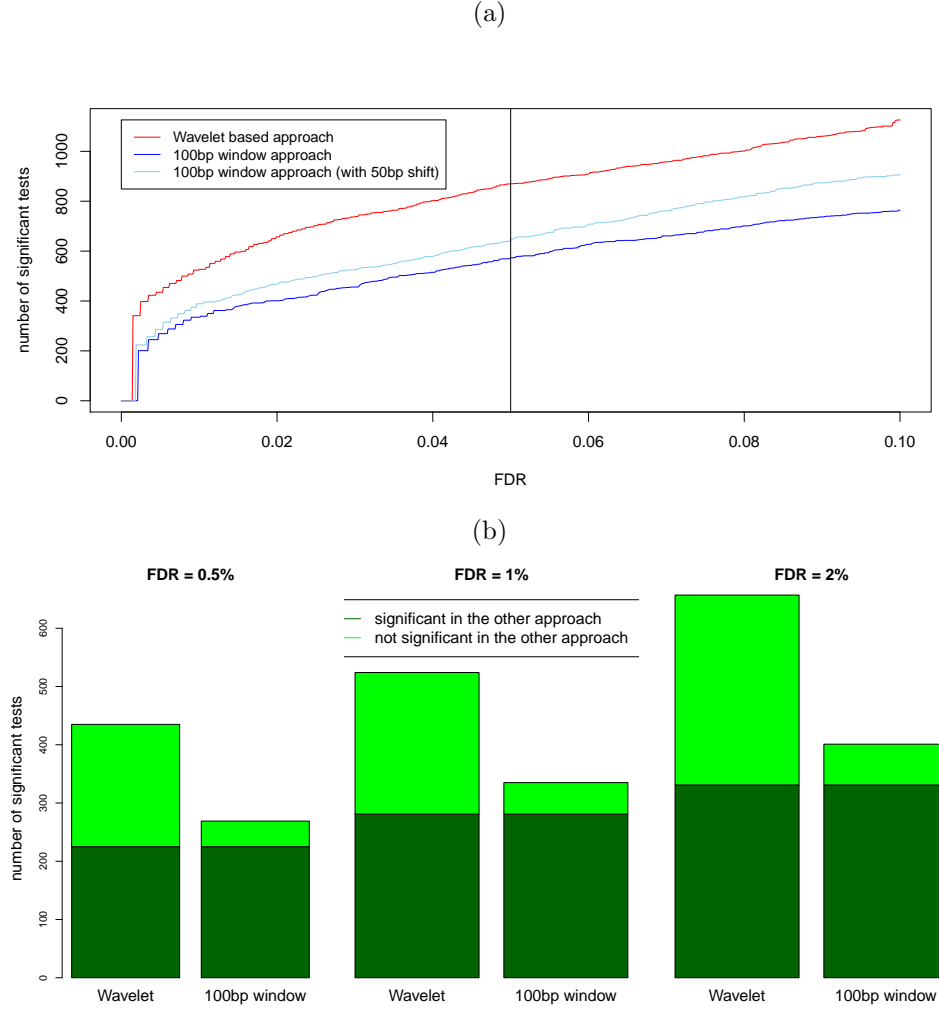 (a)
Wavelet based approach
100bp window approach
100bp window approach (with 50bp shift)
number of significant tests
0
200
400
600
800
1000
0.00
0.02
0.04
0.06
0.08
0.10
FDR
(b)
FDR = 0.5%
FDR = 1%
FDR = 2%
significant in the other approach
not significant in the other approach
number of significant tests
0
100
200
300
400
500
600
Wavelet
100bp window
Wavelet
100bp window
Wavelet
100bp window